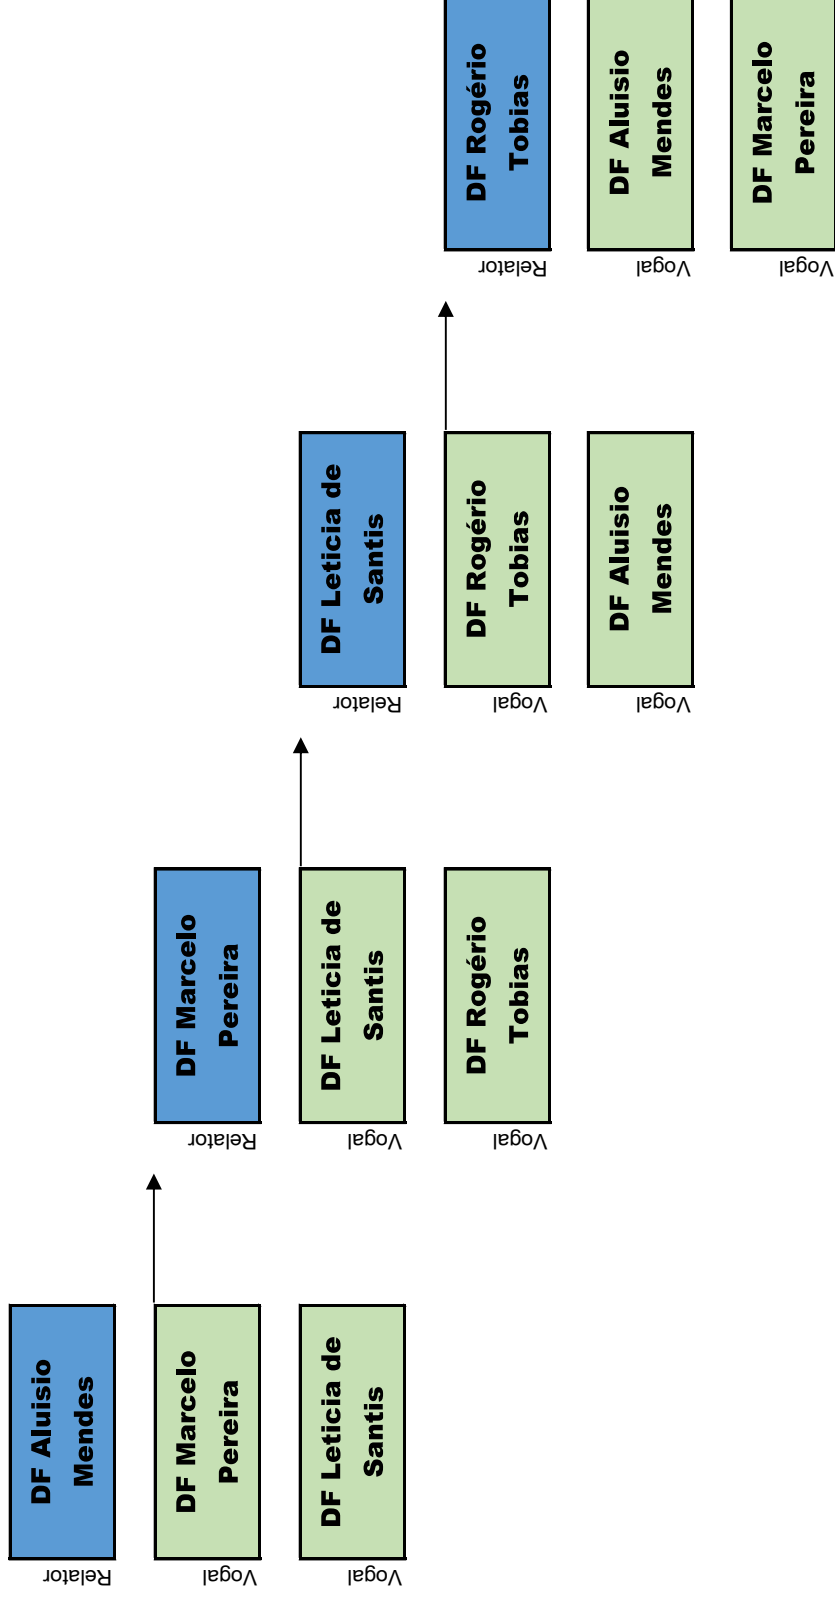 Relator
DF Aluisio
Mendes
Vogal
DF Marcelo
Pereira
Vogal
DF Leticia de
Santis
Relator
DF Marcelo
Pereira
Vogal
DF Leticia de
Santis
Vogal
DF Rogério
Tobias
Relator
DF Leticia de
Santis
Vogal
DF Rogério
Tobias
Vogal
DF Aluisio
Mendes
Relator
DF Rogério
Tobias
Vogal
DF Aluisio
Mendes
Vogal
DF Marcelo
Pereira